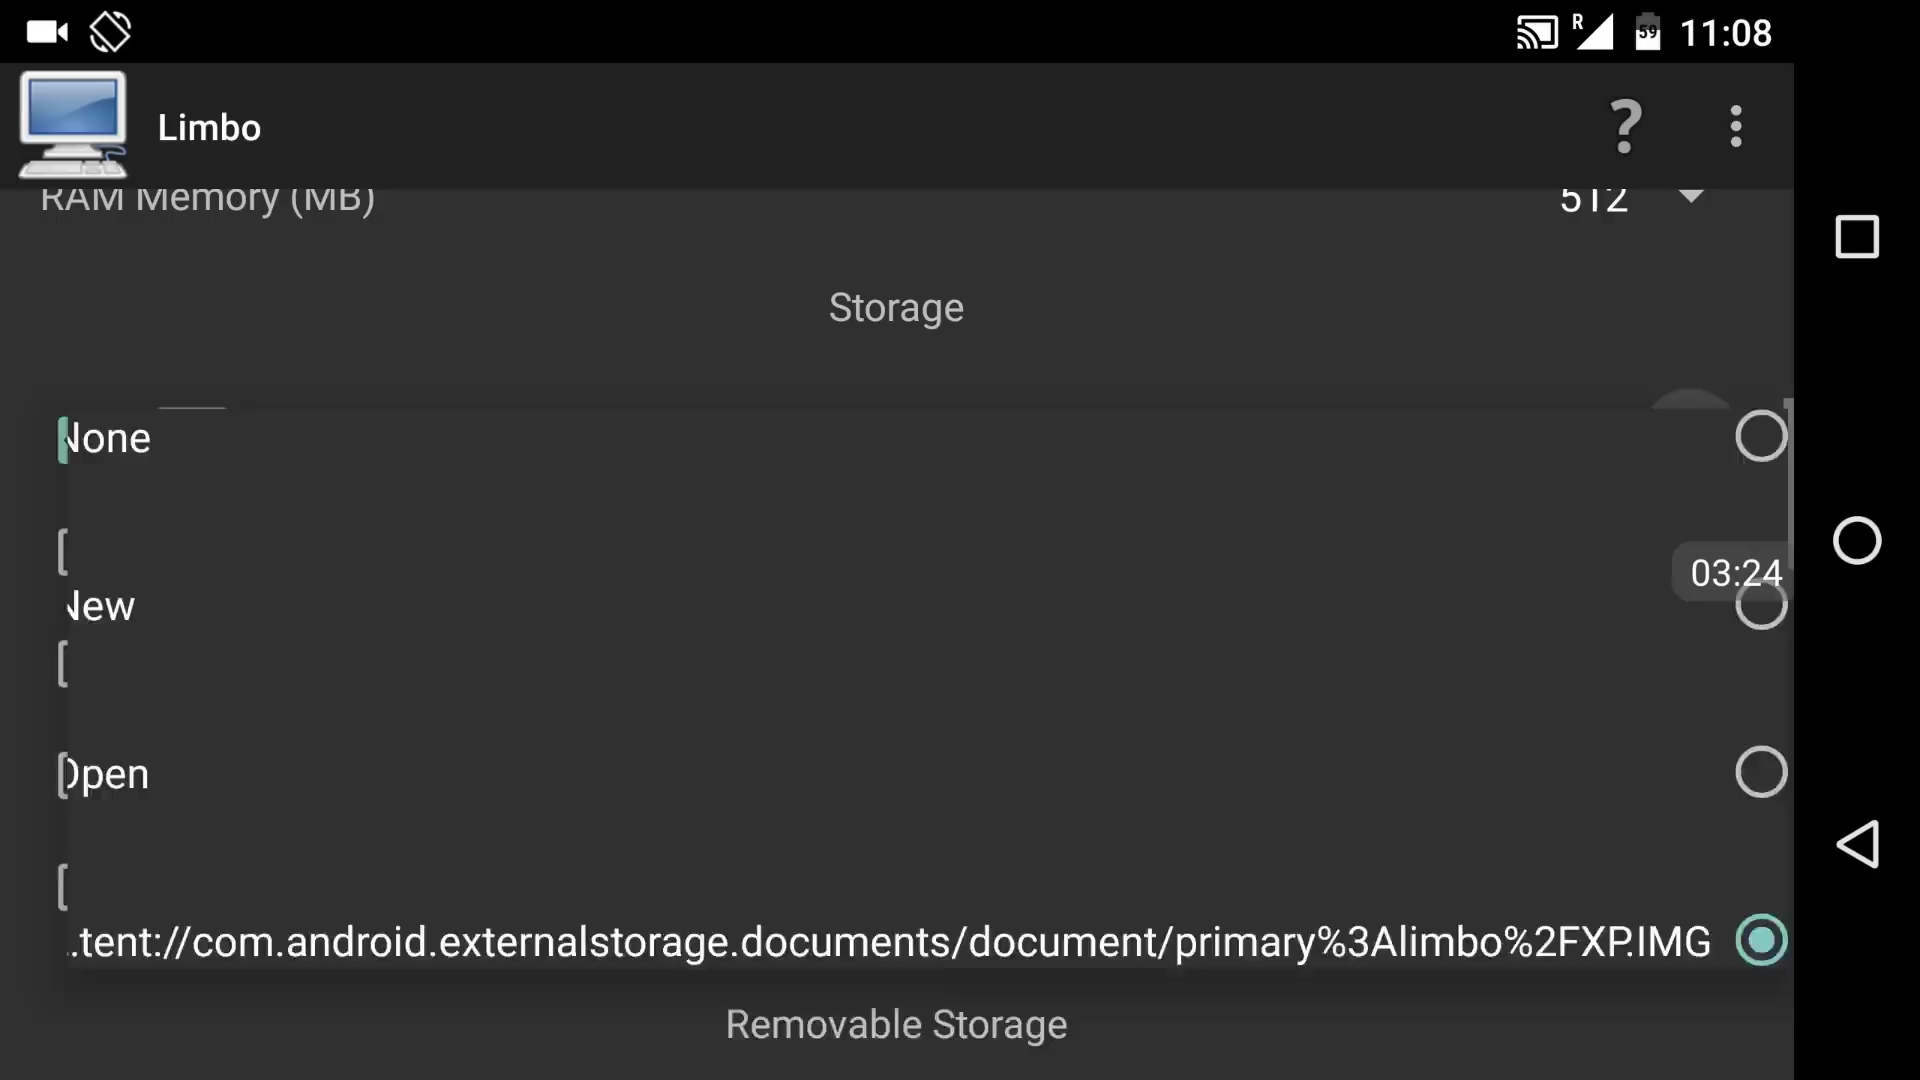 R 59 11:08
Limbo ?
RAM Memory (MB) 512
Storage
None
New
03:24
Open
.tent://com.android.externalstorage.documents/document/primary%3Alimbo%2FXP.IMG
Removable Storage